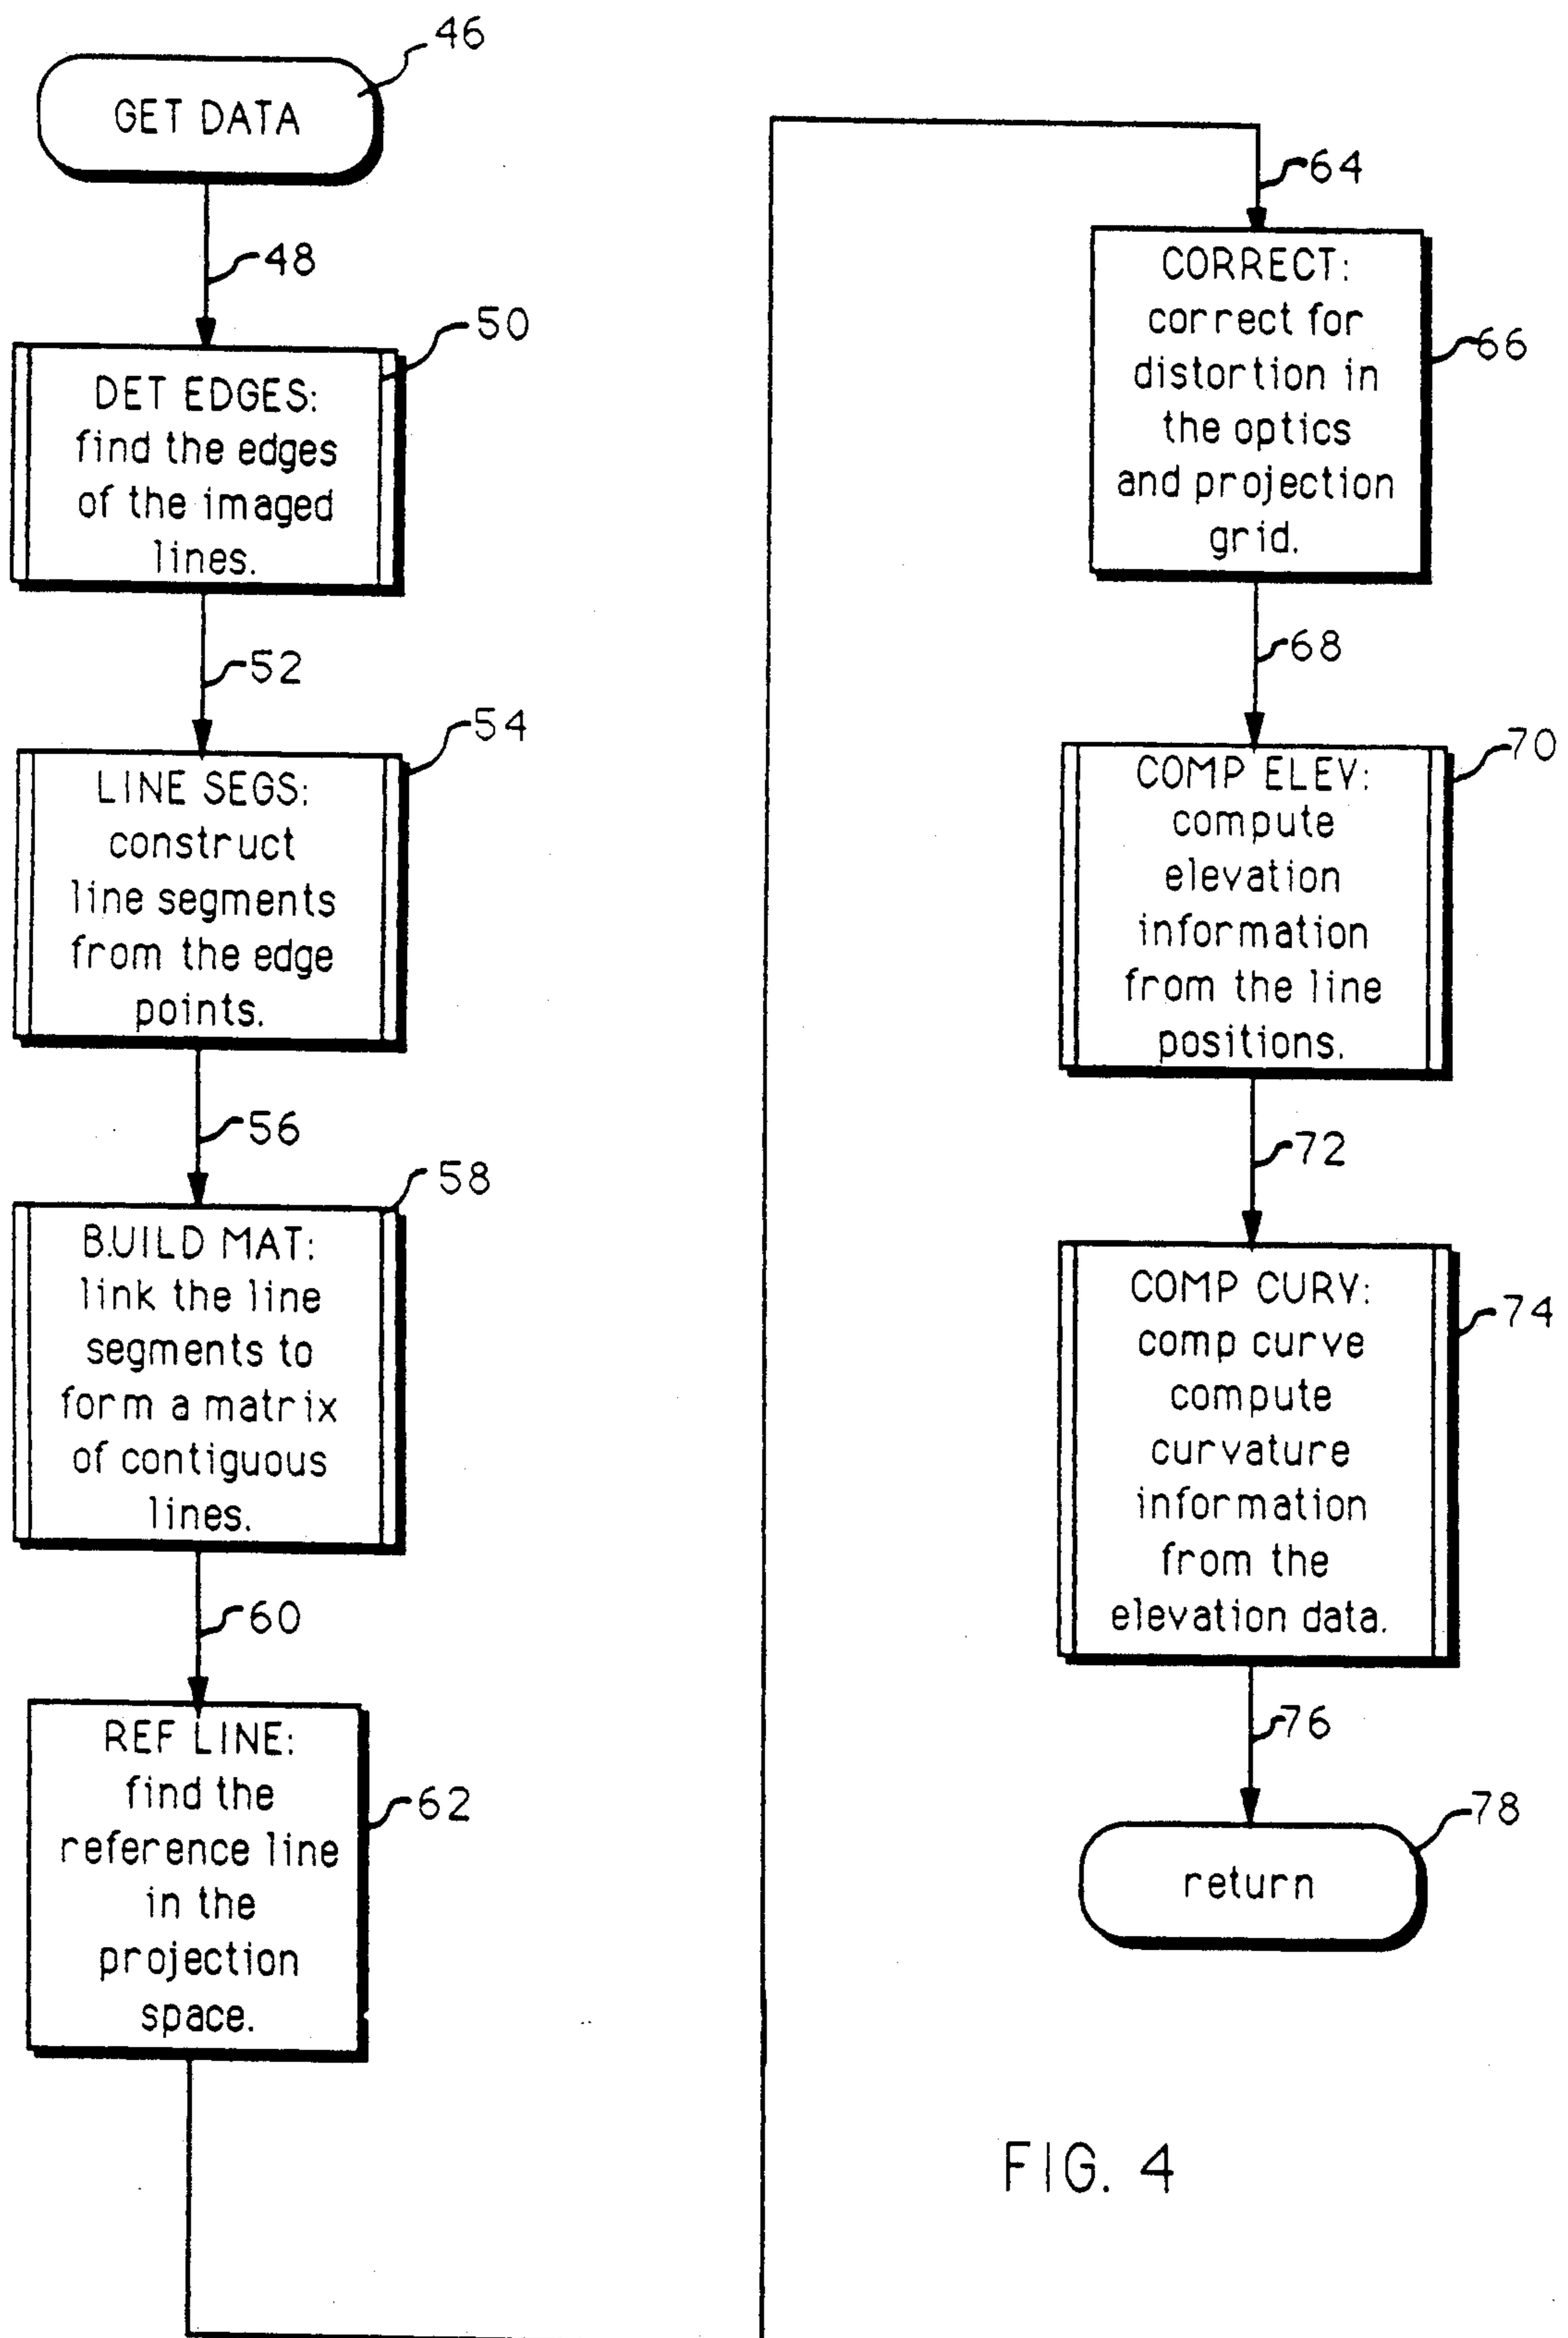 46
GET DATA
48
50
DET EDGES:
find the edges
of the imaged
lines.
52
54
LINE SEGS:
construct
line segments
from the edge
points.
56
58
B.UILD MAT:
link the line
segments to
form a matrix
of contiguous
lines.
60
REF LINE:
find the
reference line
in the
projection
space.
62
64
CORRECT:
correct for
distortion in
the optics
and projection
grid.
66
68
70
COMP ELEV:
compute
elevation
information
from the line
positions.
72
COMP CURV:
comp curve
compute
curvature
information
from the
elevation data.
74
76
78
return
FIG. 4